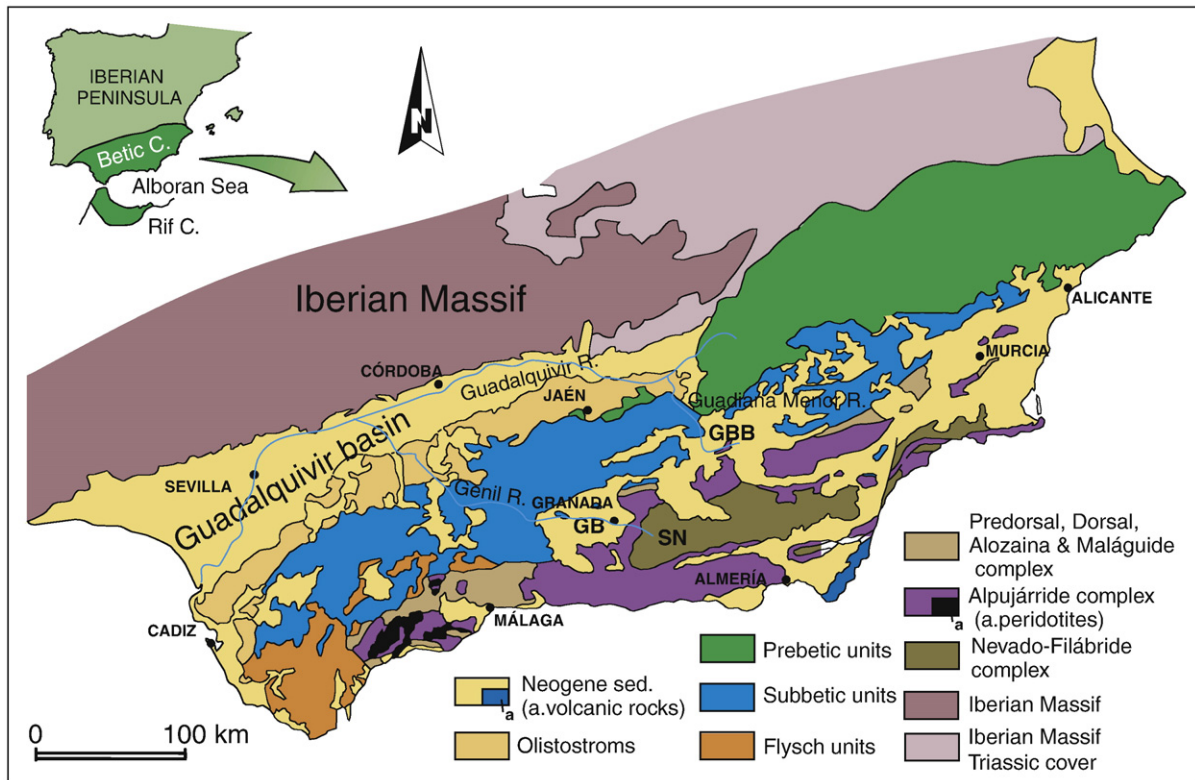 IBERIAN
PENINSULA
Betic C.
Alboran Sea
Rif C.
N
Iberian Massif
ALICANTE
MURCIA
CÓRDOBA
Guadalquivir R.
JAÉN
Guadiana Menor R.
GBB
SEVILLA
Guadalquivir basin
Genil R.
GRANADA
GB
SN
ALMERÍA
MÁLAGA
CADIZ
0 100 km
Neogene sed.
(a.volcanic rocks)
a
Olistostroms
Prebetic units
Subbetic units
Flysch units
Predorsal, Dorsal,
Alozaina & Maláguide
complex
Alpujárride complex
(a.peridotites)
a
Nevado-Filábride
complex
Iberian Massif
Iberian Massif
Triassic cover